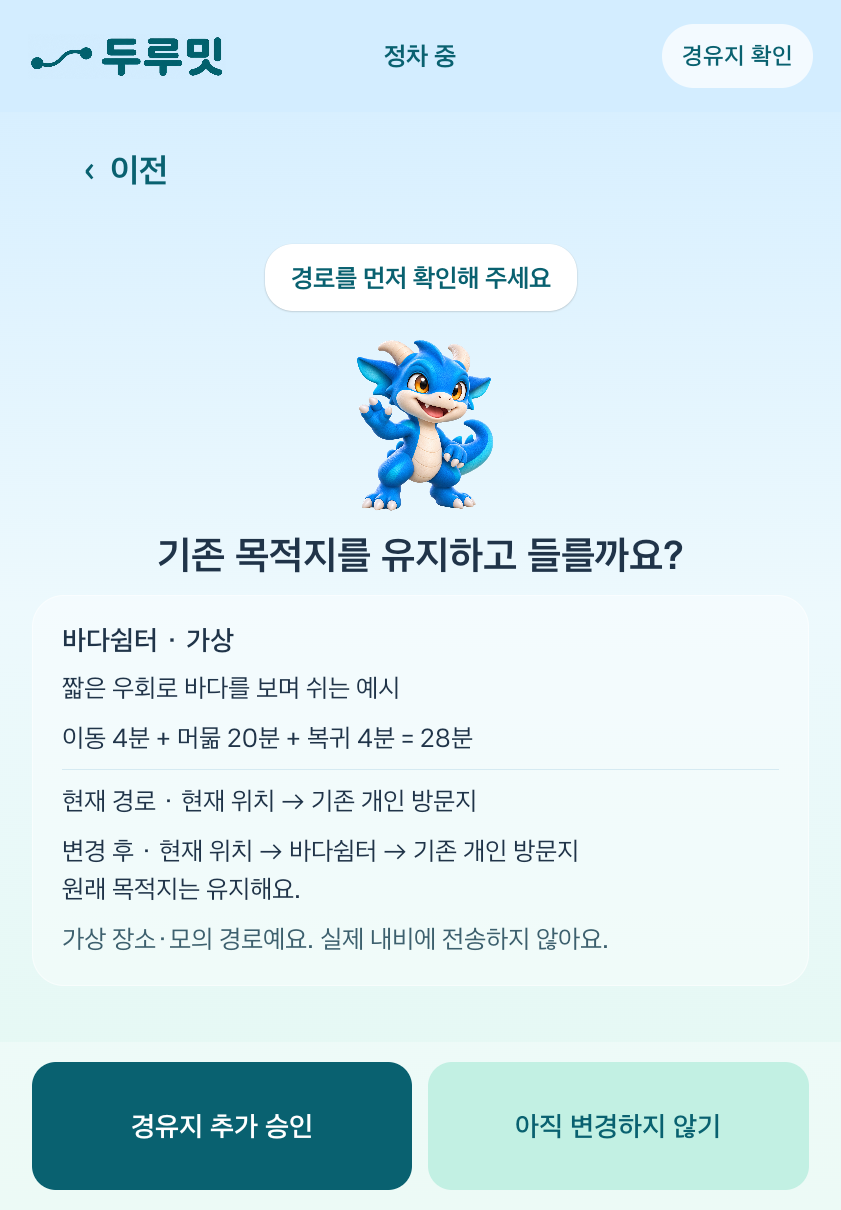 두루밋
정차 중
경유지 확인
‹ 이전
경로를 먼저 확인해 주세요
기존 목적지를 유지하고 들를까요?
바다쉼터 · 가상
짧은 우회로 바다를 보며 쉬는 예시
이동 4분 + 머묾 20분 + 복귀 4분 = 28분
현재 경로 · 현재 위치 → 기존 개인 방문지
변경 후 · 현재 위치 → 바다쉼터 → 기존 개인 방문지
원래 목적지는 유지해요.
가상 장소·모의 경로예요. 실제 내비에 전송하지 않아요.
경유지 추가 승인
아직 변경하지 않기